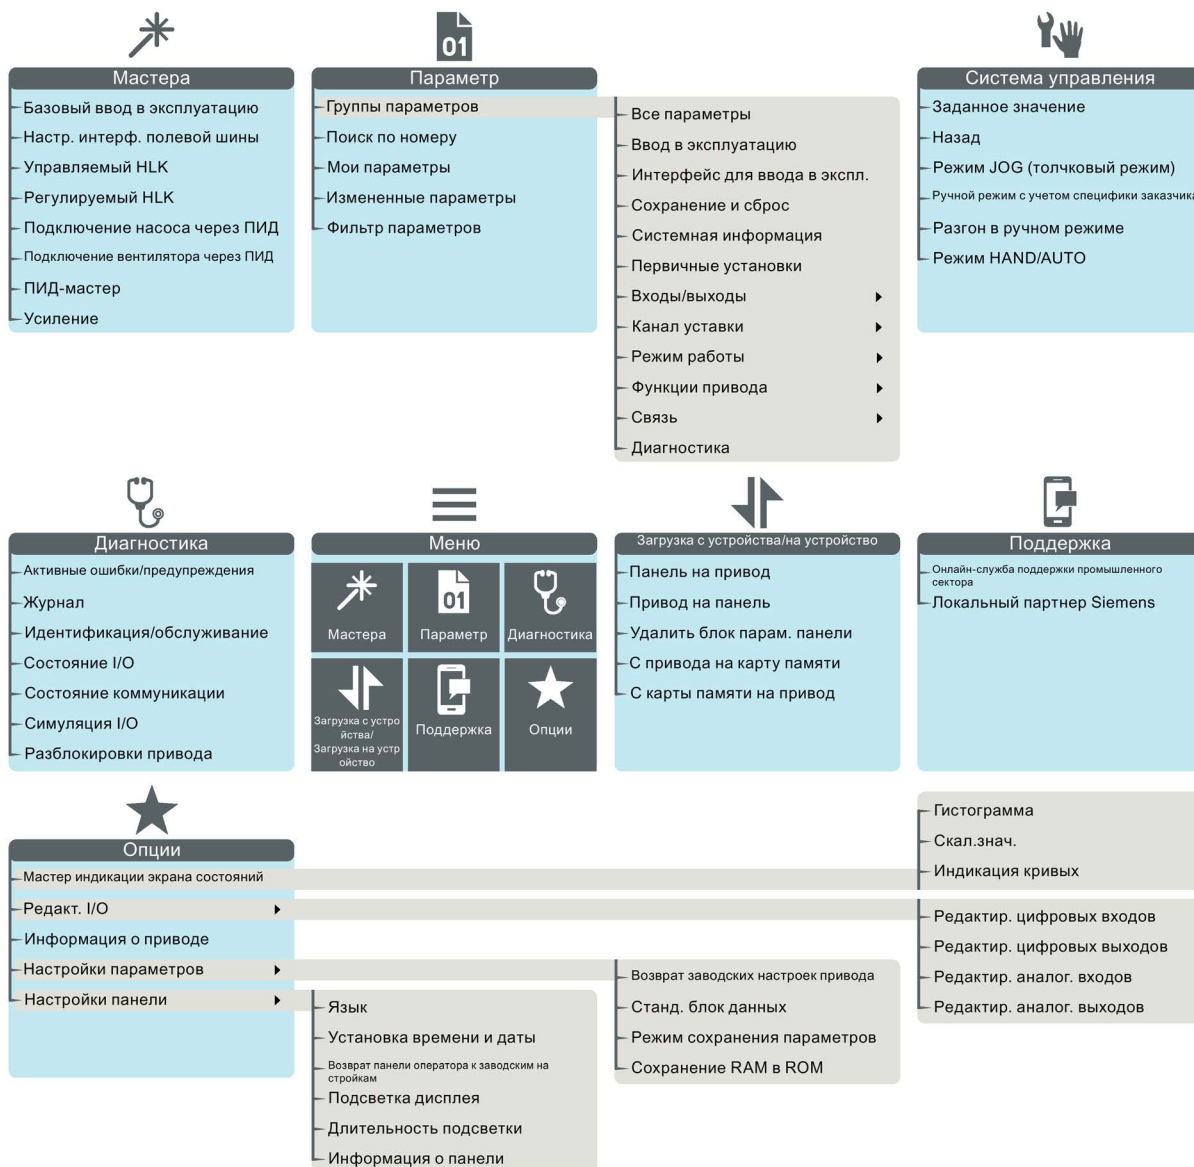 01
Мастера
Базовый ввод в эксплуатацию
Настр. интерф. полевой шины
Управляемый HLK
Регулируемый HLK
Подключение насоса через ПИД
Подключение вентилятора через ПИД
ПИД-мастер
Усиление
Параметр
Группы параметров
Поиск по номеру
Мои параметры
Измененные параметры
Фильтр параметров
Все параметры
Ввод в эксплуатацию
Интерфейс для ввода в экспл.
Сохранение и сброс
Системная информация
Первичные установки
Входы/выходы
Канал уставки
Режим работы
Функции привода
Связь
Диагностика
Система управления
Заданное значение
Назад
Режим JOG (толчковый режим)
Ручной режим с учетом специфики заказчика
Разгон в ручном режиме
Режим HAND/AUTO
Диагностика
Активные ошибки/предупреждения
Журнал
Идентификация/обслуживание
Состояние I/O
Состояние коммуникации
Симуляция I/O
Разблокировки привода
Меню
01
Мастера
Параметр
Диагностика
Загрузка с устро
йства/
Загрузка на устр
ойство
Поддержка
Опции
Загрузка с устройства/на устройство
Панель на привод
Привод на панель
Удалить блок парам. панели
С привода на карту памяти
С карты памяти на привод
Поддержка
Онлайн-служба поддержки промышленного
сектора
Локальный партнер Siemens
Опции
Мастер индикации экрана состояний
Редакт. I/O
Информация о приводе
Настройки параметров
Настройки панели
Язык
Установка времени и даты
Возврат панели оператора к заводским на
стройкам
Подсветка дисплея
Длительность подсветки
Информация о панели
Возврат заводских настроек привода
Станд. блок данных
Режим сохранения параметров
Сохранение RAM в ROM
Гистограмма
Скал.знач.
Индикация кривых
Редактир. цифровых входов
Редактир. цифровых выходов
Редактир. аналог. входов
Редактир. аналог. выходов